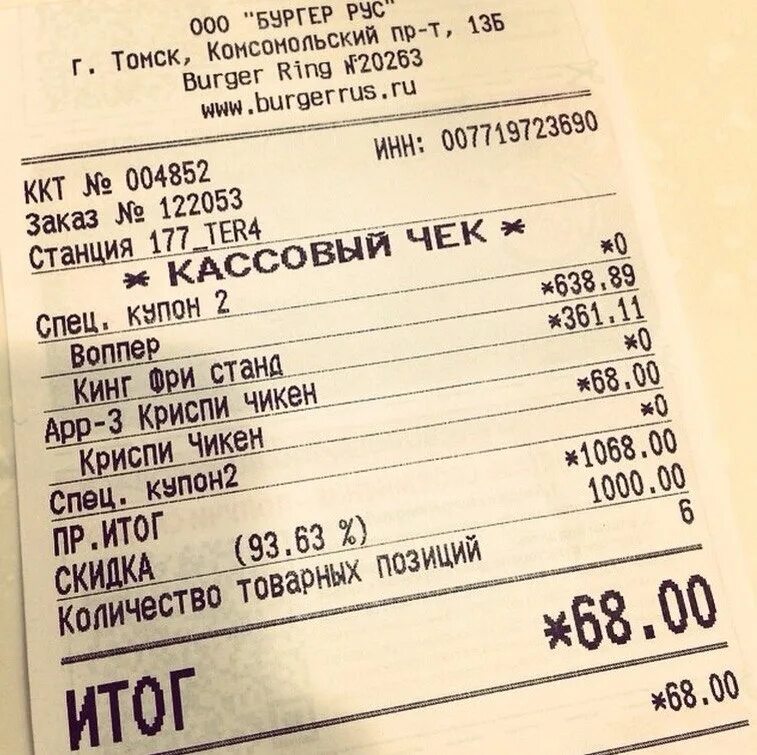 ООО "БУРГЕР РУС"
г. Томск, Комсомольский пр-т, 13Б
Burger Ring №20263
www.burgerrus.ru
ИНН: 007719723690
ККТ № 004852
Заказ № 122053
Станция 177_TER4
* КАССОВЫЙ ЧЕК *
Спец. купон 2 *0
Воппер *638.89
Кинг Фри станд *361.11
App-3 Криспи чикен *0
Криспи Чикен *68.00
Спец. купон2 *0
ПР.ИТОГ *1068.00
СКИДКА (93.63 %) 1000.00
Количество товарных позиций 6
ИТОГ *68.00
*68.00